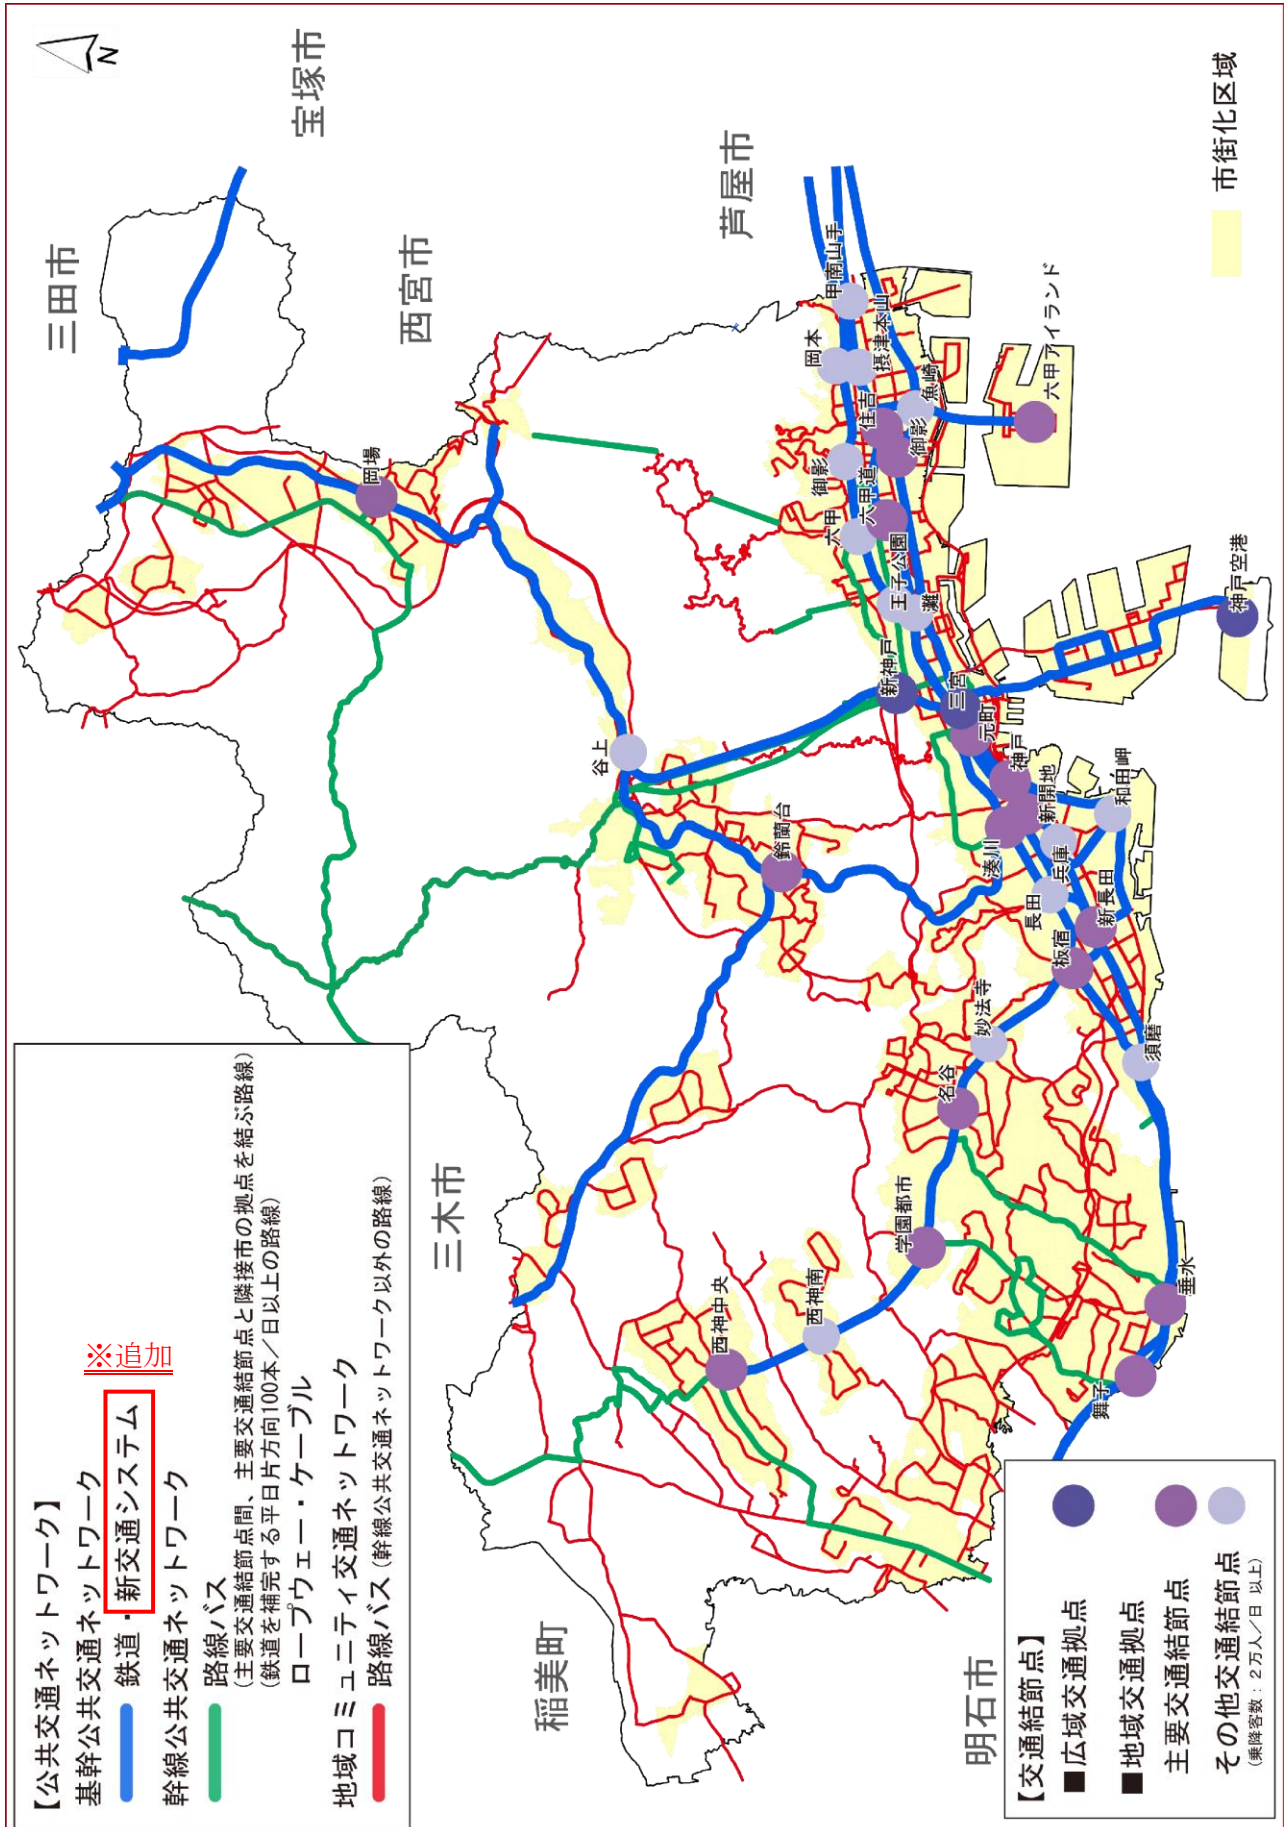 N
三田市
宝塚市
西宮市
芦屋市
三木市
稲美町
明石市
市街化区域
岡場
谷上
鈴蘭台
西神中央
西神南
学園都市
名谷
妙法寺
板宿
新長田
長田
兵庫
和田岬
湊川
新開地
神戸
元町
三宮
新神戸
王子公園
灘
六甲
六甲道
御影
御影
住吉
魚崎
岡本
摂津本山
甲南山手
六甲アイランド
神戸空港
須磨
垂水
舞子
【公共交通ネットワーク】
基幹公共交通ネットワーク
※追加
鉄道・新交通システム
幹線公共交通ネットワーク
路線バス
(主要交通結節点間、主要交通結節点と隣接市の拠点を結ぶ路線)
(鉄道を補完する平日片方向100本/日以上の路線)
ロープウェー・ケーブル
地域コミュニティ交通ネットワーク
路線バス(幹線公共交通ネットワーク以外の路線)
【交通結節点】
■広域交通拠点
■地域交通拠点
主要交通結節点
その他交通結節点
(乗降客数:2万人/日 以上)